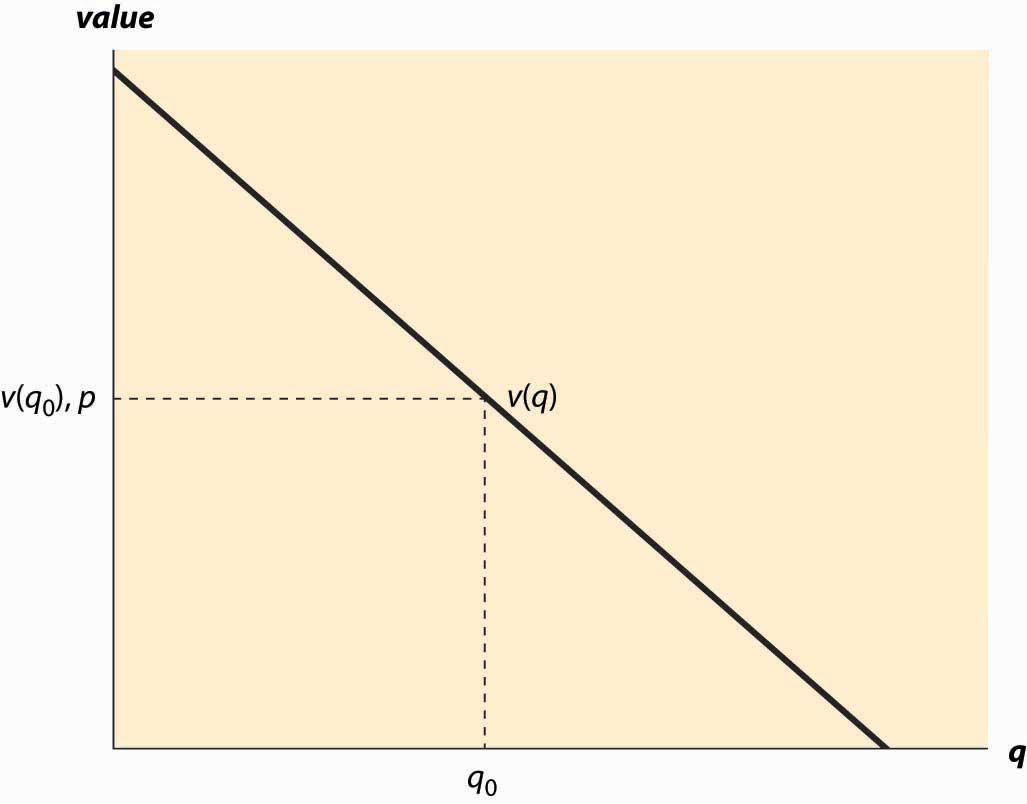 value
v(q₀), p
v(q)
q₀
q